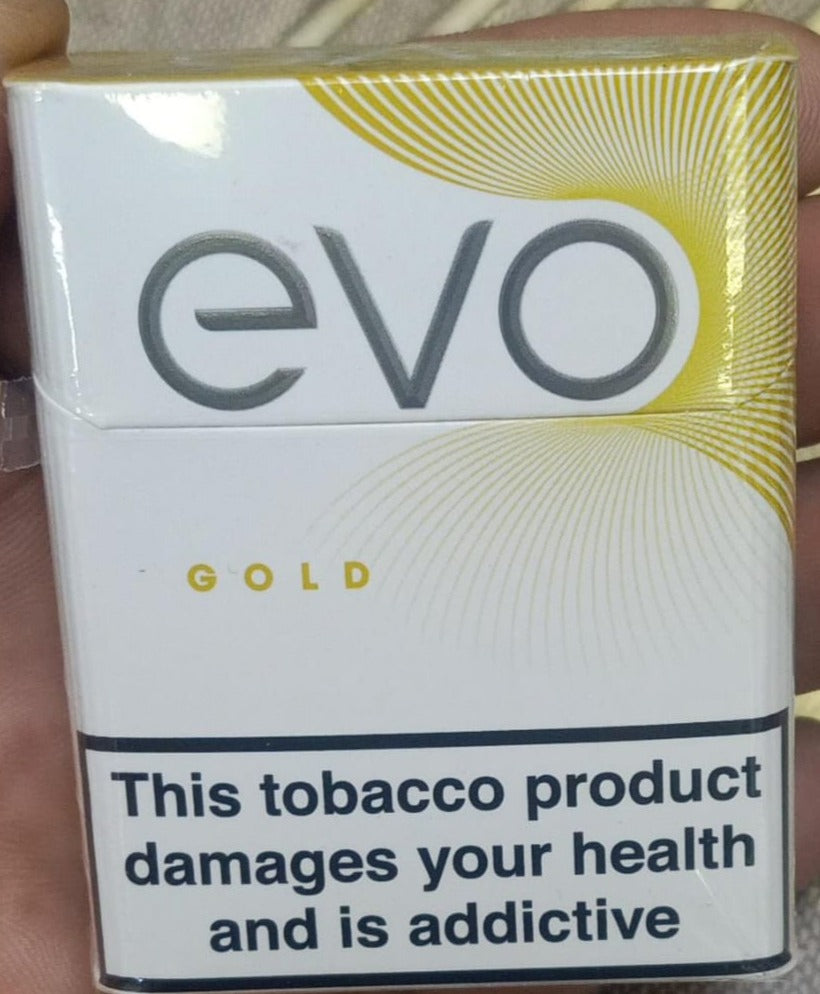 evo
GOLD
This tobacco product
damages your health
and is addictive